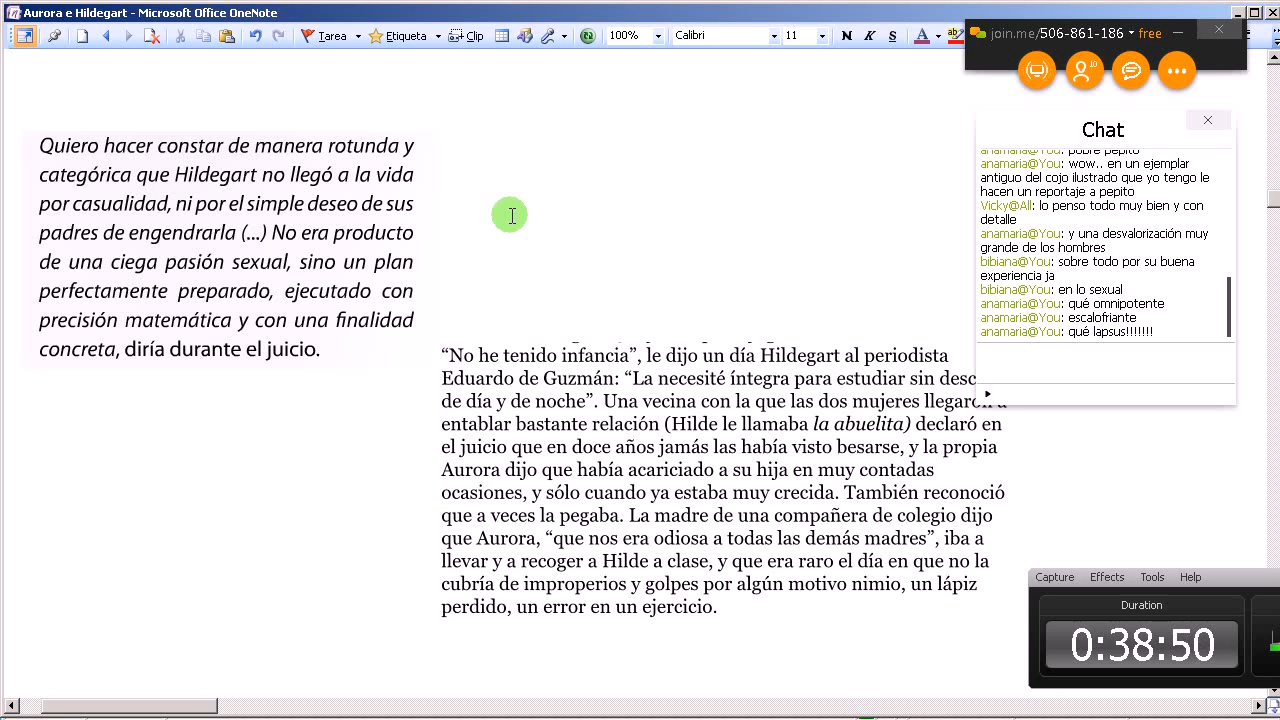 Aurora e Hildegart - Microsoft Office OneNote
Tarea
Etiqueta
Clip
100%
Calibri
11
N K S A ab
join.me/506-861-186 free
10
Quiero hacer constar de manera rotunda y
categórica que Hildegart no llegó a la vida
por casualidad, ni por el simple deseo de sus
padres de engendrarla (...) No era producto
de una ciega pasión sexual, sino un plan
perfectamente preparado, ejecutado con
precisión matemática y con una finalidad
concreta, diría durante el juicio.
“No he tenido infancia”, le dijo un día Hildegart al periodista
Eduardo de Guzmán: “La necesité íntegra para estudiar sin desc
de día y de noche”. Una vecina con la que las dos mujeres llegaron a
entablar bastante relación (Hilde le llamaba la abuelita) declaró en
el juicio que en doce años jamás las había visto besarse, y la propia
Aurora dijo que había acariciado a su hija en muy contadas
ocasiones, y sólo cuando ya estaba muy crecida. También reconoció
que a veces la pegaba. La madre de una compañera de colegio dijo
que Aurora, “que nos era odiosa a todas las demás madres”, iba a
llevar y a recoger a Hilde a clase, y que era raro el día en que no la
cubría de improperios y golpes por algún motivo nimio, un lápiz
perdido, un error en un ejercicio.
Chat
anamaria@You: pobre pepito
anamaria@You: wow.. en un ejemplar
antiguo del cojo ilustrado que yo tengo le
hacen un reportaje a pepito
Vicky@All: lo penso todo muy bien y con
detalle
anamaria@You: y una desvalorización muy
grande de los hombres
bibiana@You: sobre todo por su buena
experiencia ja
bibiana@You: en lo sexual
anamaria@You: qué omnipotente
anamaria@You: escalofriante
anamaria@You: qué lapsus!!!!!!!
Capture Effects Tools Help
Duration
0:38:50